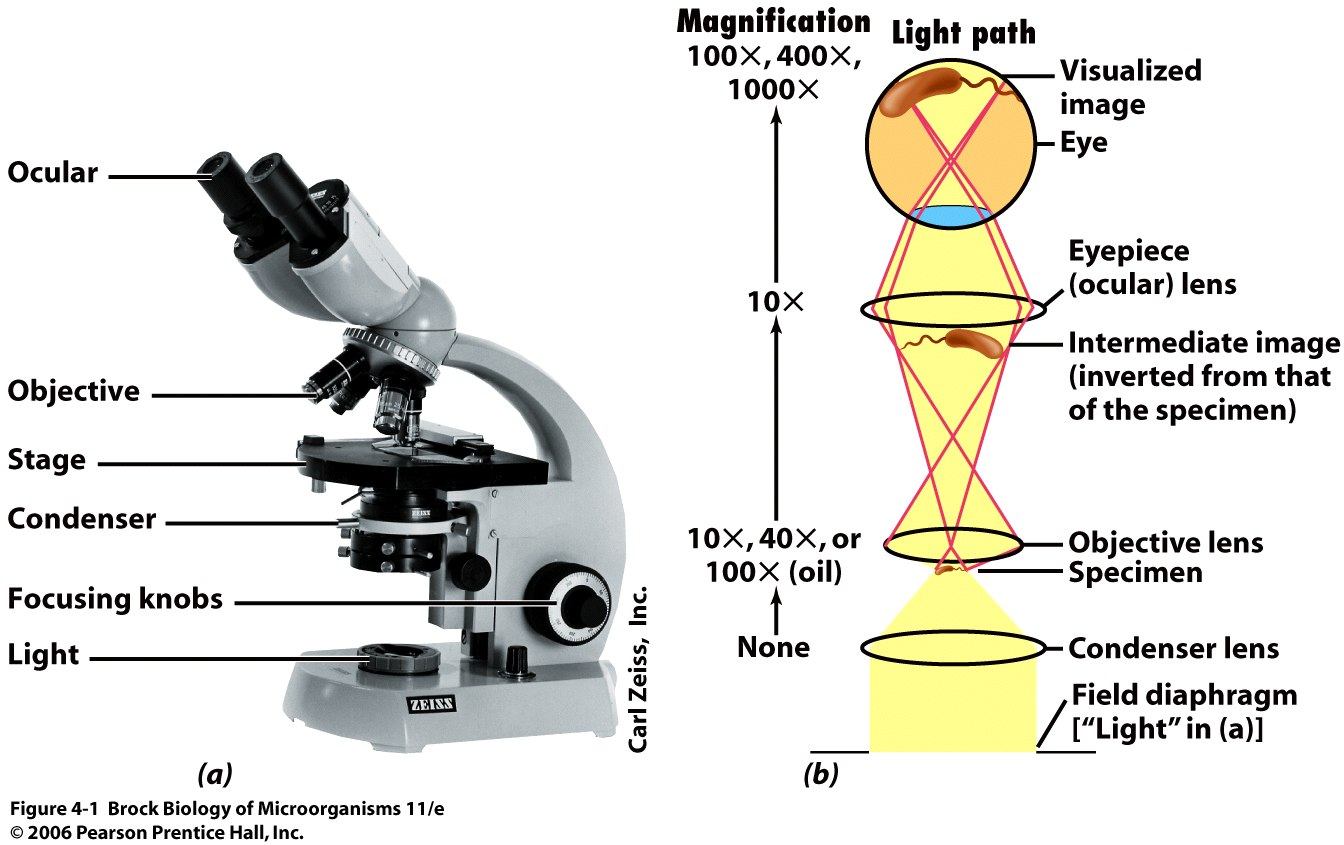 Ocular
Objective
Stage
Condenser
Focusing knobs
Light
ZEISS
ZEISS
Carl Zeiss, Inc.
(a)
Magnification
100×, 400×,
1000×
10×
10×, 40×, or
100× (oil)
None
Light path
Visualized
image
Eye
Eyepiece
(ocular) lens
Intermediate image
(inverted from that
of the specimen)
Objective lens
Specimen
Condenser lens
Field diaphragm
[“Light” in (a)]
(b)
Figure 4-1 Brock Biology of Microorganisms 11/e
© 2006 Pearson Prentice Hall, Inc.